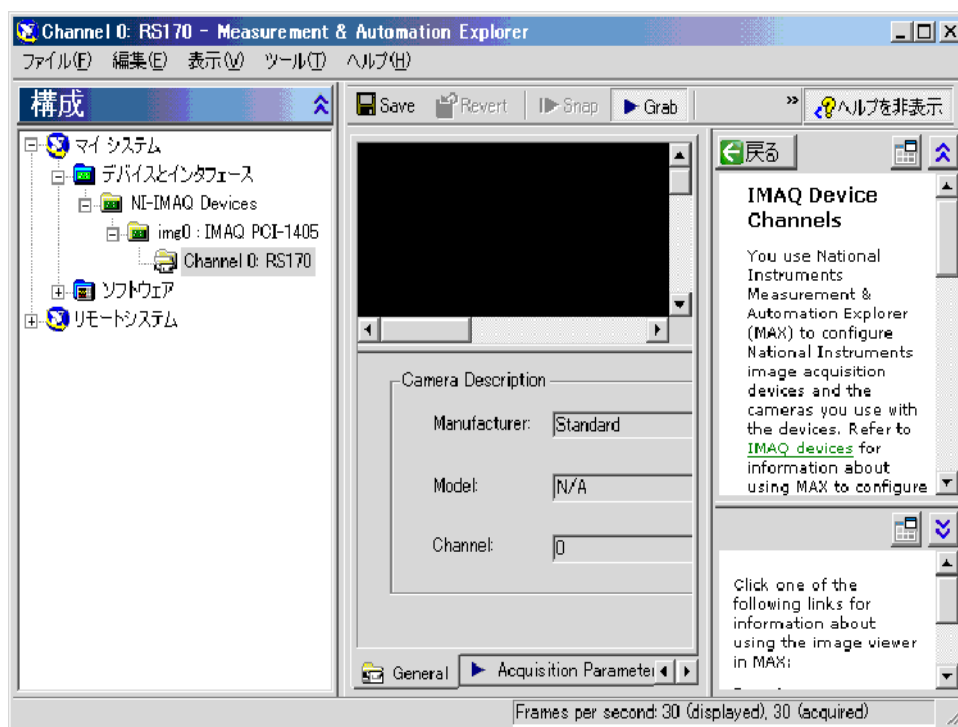 Channel 0: RS170 - Measurement & Automation Explorer
ファイル(F) 編集(E) 表示(V) ツール(T) ヘルプ(H)
構成
マイ システム
デバイスとインタフェース
NI-IMAQ Devices
img0 : IMAQ PCI-1405
Channel 0: RS170
ソフトウェア
リモートシステム
Save Revert Snap Grab » ヘルプを非表示
Camera Description
Manufacturer: Standard
Model: N/A
Channel: 0
General Acquisition Paramete
戻る
IMAQ Device
Channels
You use National
Instruments
Measurement &
Automation Explorer
(MAX) to configure
National Instruments
image acquisition
devices and the
cameras you use with
the devices. Refer to
IMAQ devices for
information about
using MAX to configure
Click one of the
following links for
information about
using the image viewer
in MAX:
Frames per second: 30 (displayed), 30 (acquired)